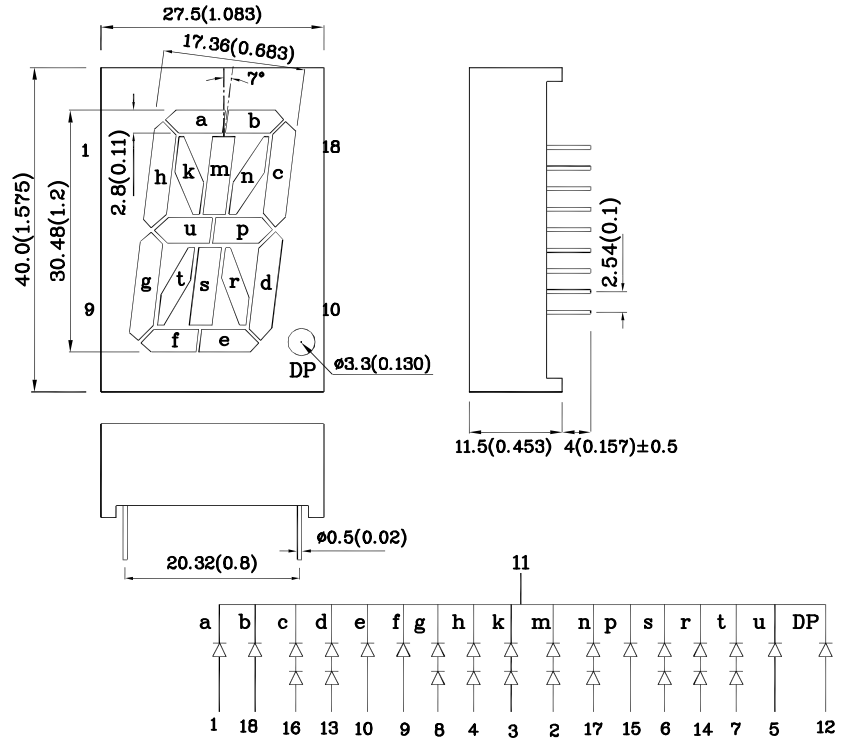 27.5(1.083)
17.36(0.683)
7°
a b
1 18
2.8(0.11)
h k m n c
40.0(1.575)
30.48(1.2)
u p
g t s r d
9 10
f e
DP
ø3.3(0.130)
2.54(0.1)
11.5(0.453) 4(0.157)±0.5
ø0.5(0.02)
20.32(0.8)
11
a b c d e f g h k m n p s r t u DP
1 18 16 13 10 9 8 4 3 2 17 15 6 14 7 5 12